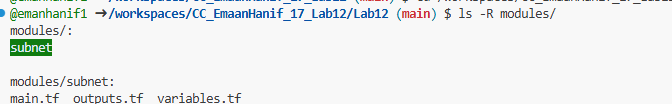 @emanhanif1 →/workspaces/CC_EmaanHanif_17_Lab12/Lab12 (main) $ ls -R modules/
modules/:
subnet
modules/subnet:
main.tf outputs.tf variables.tf